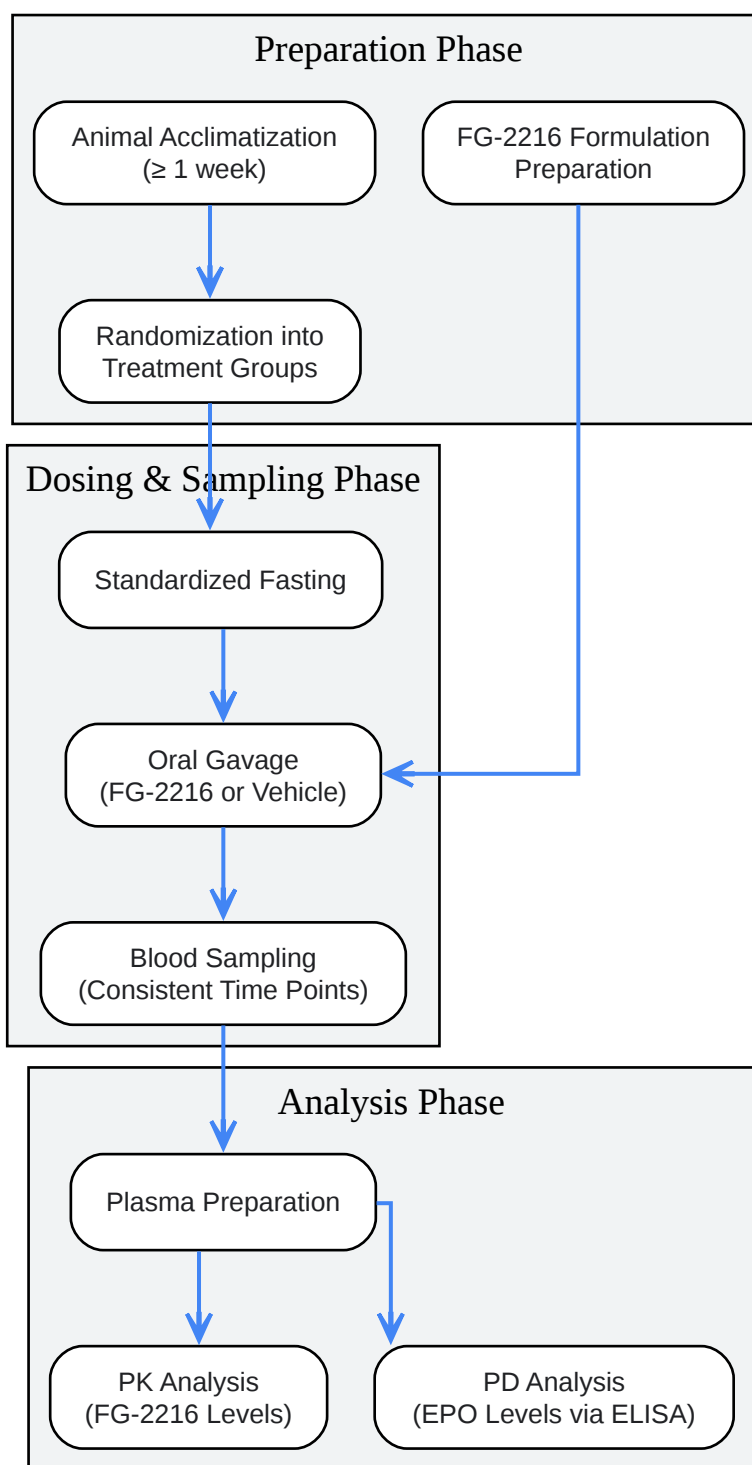 Preparation Phase
Animal Acclimatization
(≥ 1 week)
FG-2216 Formulation
Preparation
Randomization into
Treatment Groups
Dosing & Sampling Phase
Standardized Fasting
Oral Gavage
(FG-2216 or Vehicle)
Blood Sampling
(Consistent Time Points)
Analysis Phase
Plasma Preparation
PK Analysis
(FG-2216 Levels)
PD Analysis
(EPO Levels via ELISA)